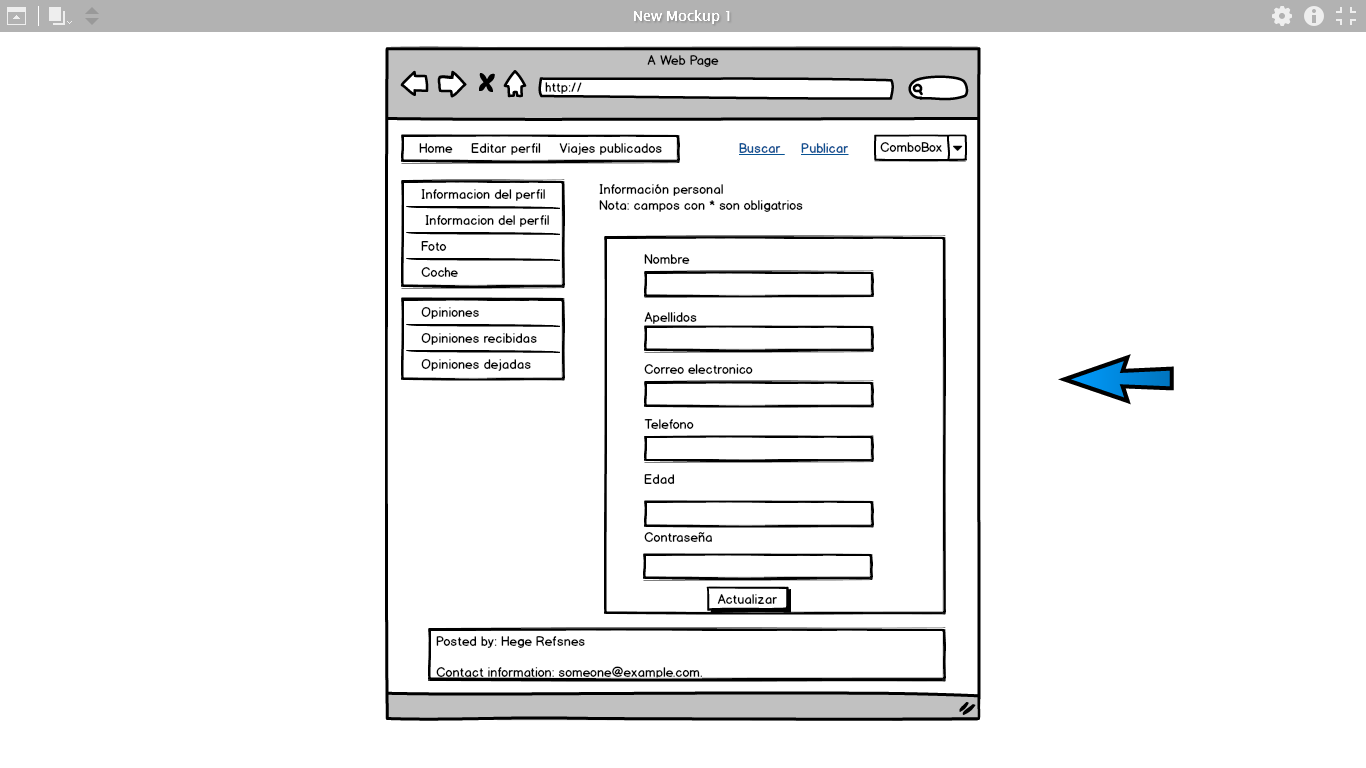 New Mockup 1
A Web Page
http://
Home Editar perfil Viajes publicados Buscar Publicar ComboBox
Informacion del perfil
Informacion del perfil
Foto
Coche
Opiniones
Opiniones recibidas
Opiniones dejadas
Información personal
Nota: campos con * son obligatrios
Nombre
Apellidos
Correo electronico
Telefono
Edad
Contraseña
Actualizar
Posted by: Hege Refsnes
Contact information: someone@example.com.